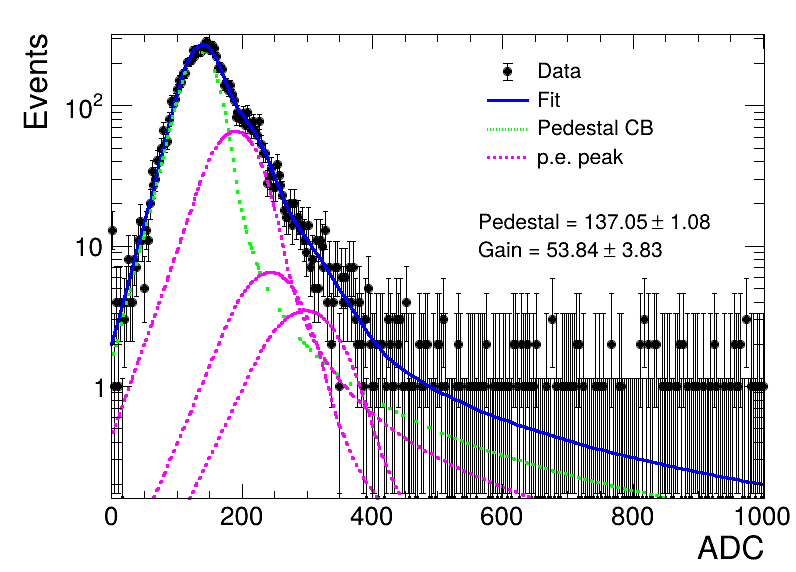 Events
10²
10
1
Data
Fit
Pedestal CB
p.e. peak
Pedestal = 137.05 ± 1.08
Gain = 53.84 ± 3.83
0 200 400 600 800 1000
ADC